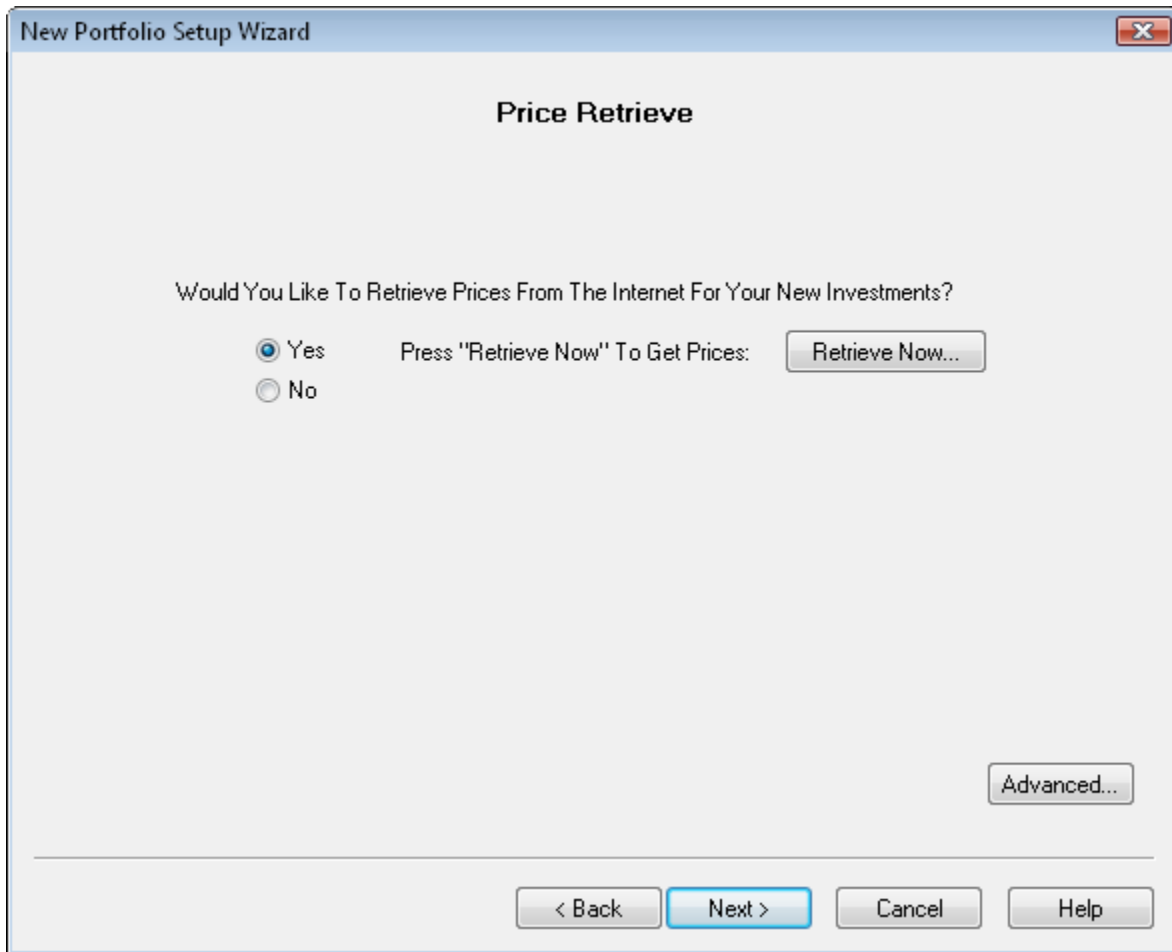 New Portfolio Setup Wizard
Price Retrieve
Would You Like To Retrieve Prices From The Internet For Your New Investments?
Yes Press "Retrieve Now" To Get Prices: Retrieve Now...
No
Advanced...
< Back Next > Cancel Help